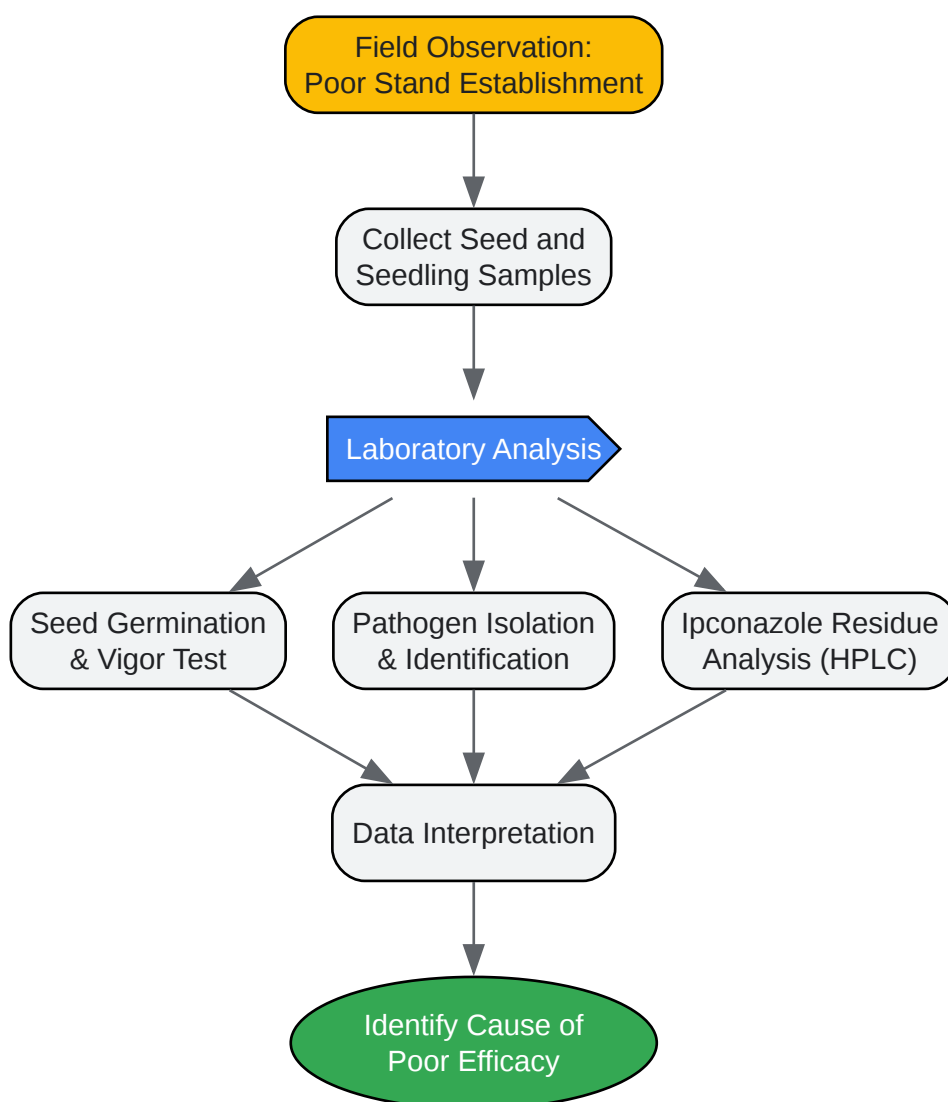 Field Observation:
Poor Stand Establishment
Collect Seed and
Seedling Samples
Laboratory Analysis
Seed Germination
& Vigor Test
Pathogen Isolation
& Identification
Ipconazole Residue
Analysis (HPLC)
Data Interpretation
Identify Cause of
Poor Efficacy